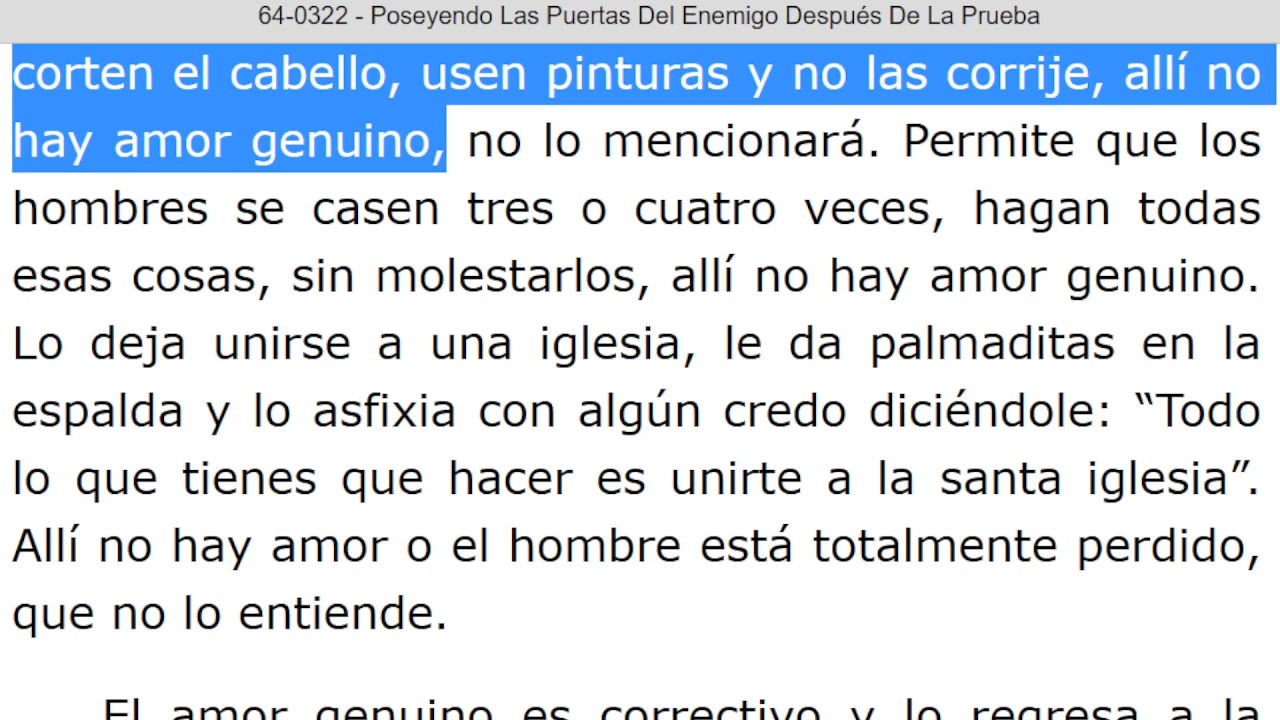 64-0322 - Poseyendo Las Puertas Del Enemigo Después De La Prueba
corten el cabello, usen pinturas y no las corrije, allí no
hay amor genuino, no lo mencionará. Permite que los
hombres se casen tres o cuatro veces, hagan todas
esas cosas, sin molestarlos, allí no hay amor genuino.
Lo deja unirse a una iglesia, le da palmaditas en la
espalda y lo asfixia con algún credo diciéndole: “Todo
lo que tienes que hacer es unirte a la santa iglesia”.
Allí no hay amor o el hombre está totalmente perdido,
que no lo entiende.
El amor genuino es correctivo y lo regresa a la